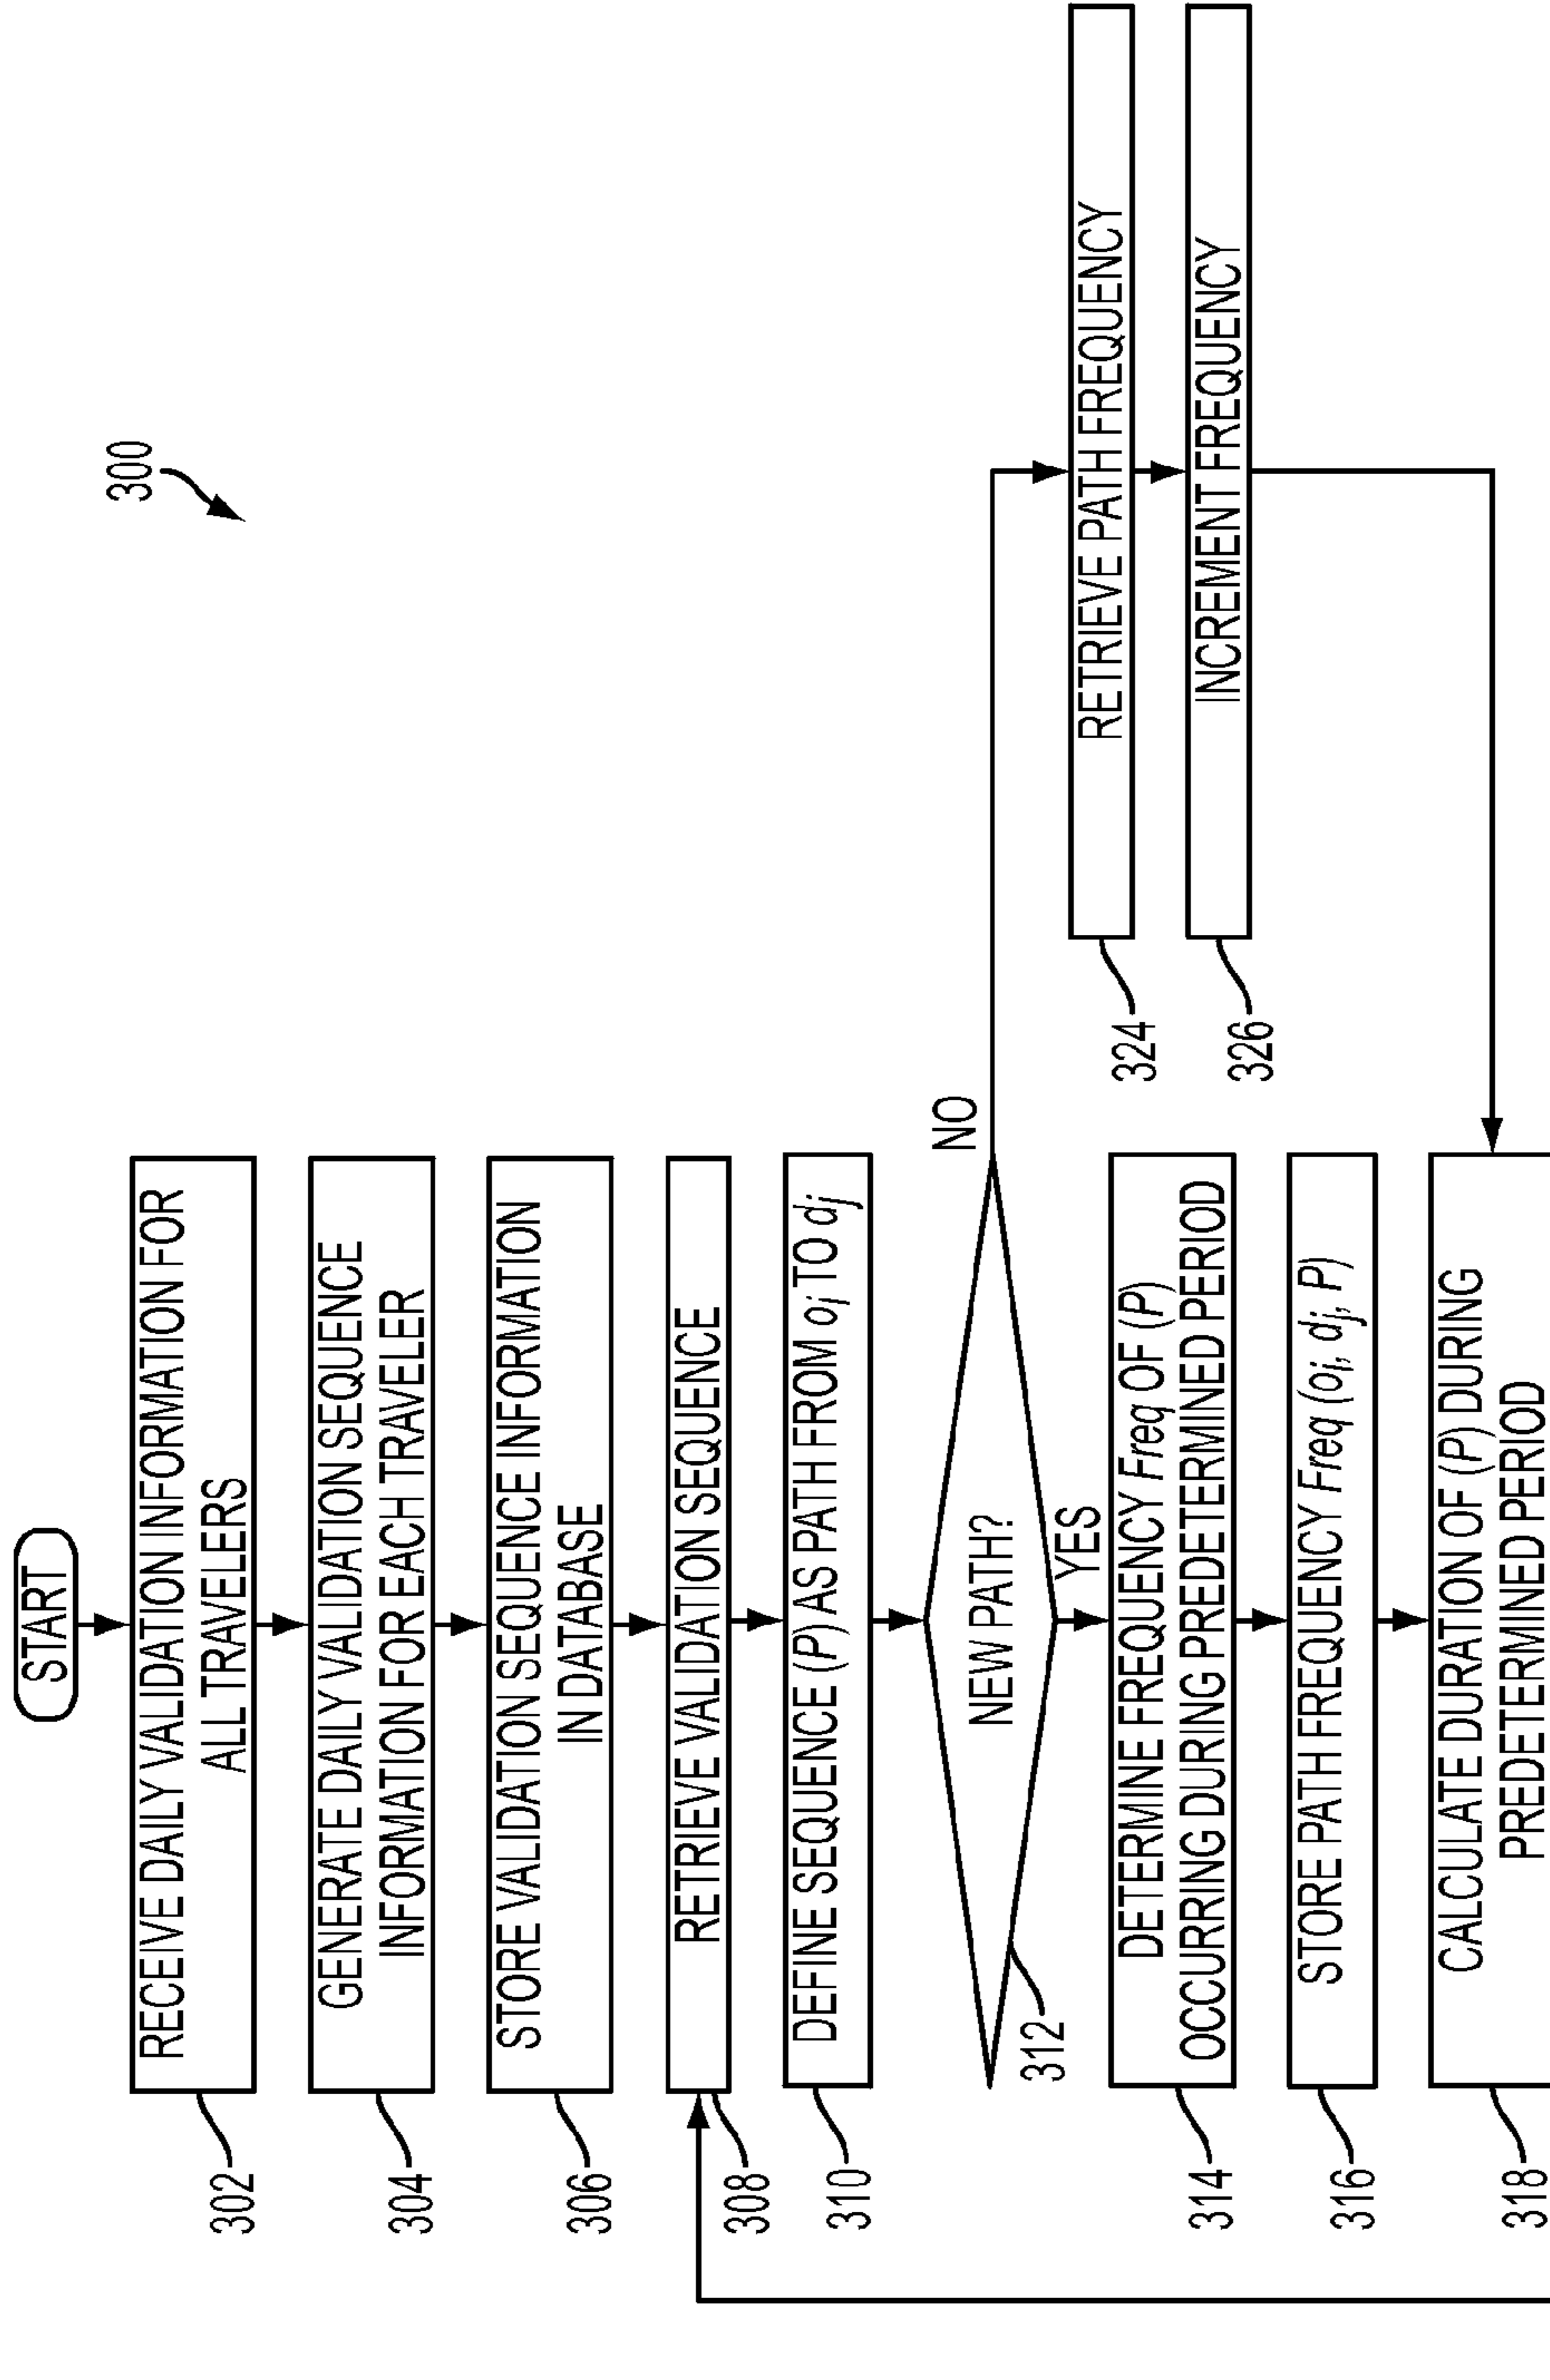 300
START
RECEIVE DAILY VALIDATION INFORMATION FOR
ALL TRAVELERS
302
GENERATE DAILY VALIDATION SEQUENCE
INFORMATION FOR EACH TRAVELER
304
STORE VALIDATION SEQUENCE INFORMATION
IN DATABASE
306
RETRIEVE VALIDATION SEQUENCE
308
DEFINE SEQUENCE (P) AS PATH FROM oi TO dj
310
NEW PATH?
312
NO
YES
RETRIEVE PATH FREQUENCY
324
INCREMENT FREQUENCY
326
DETERMINE FREQUENCY Freq OF (P)
OCCURRING DURING PREDETERMINED PERIOD
314
STORE PATH FREQUENCY Freq (oi, dj, P)
316
CALCULATE DURATION OF (P) DURING
PREDETERMINED PERIOD
318